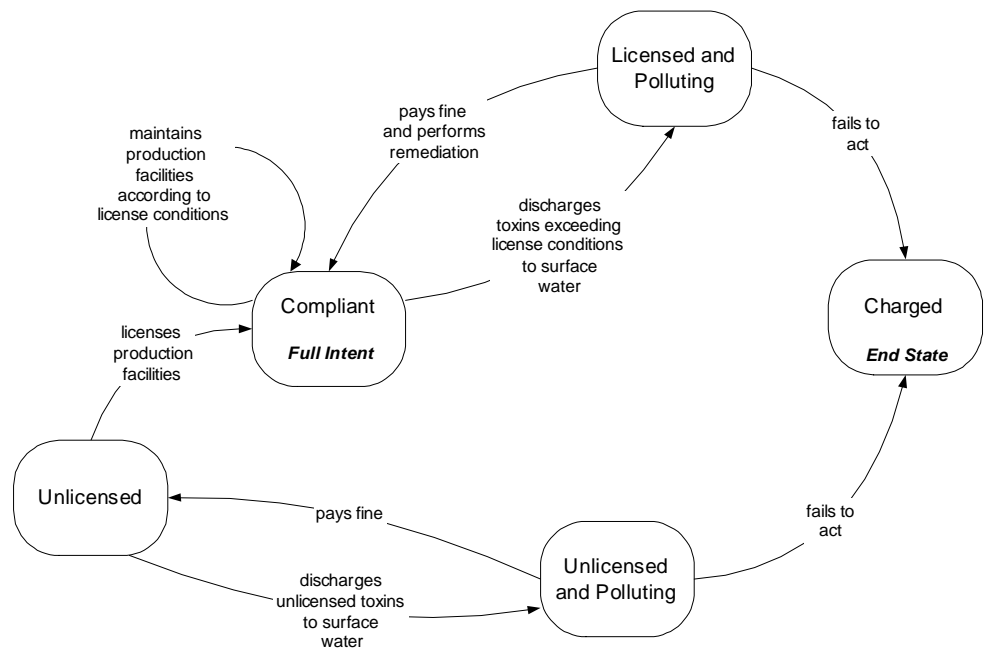 Licensed and
Polluting
pays fine
and performs
remediation
fails to
act
maintains
production
facilities
according to
license conditions
discharges
toxins exceeding
license conditions
to surface
water
Compliant
Full Intent
Charged
End State
licenses
production
facilities
Unlicensed
pays fine
fails to
act
Unlicensed
and Polluting
discharges
unlicensed toxins
to surface
water